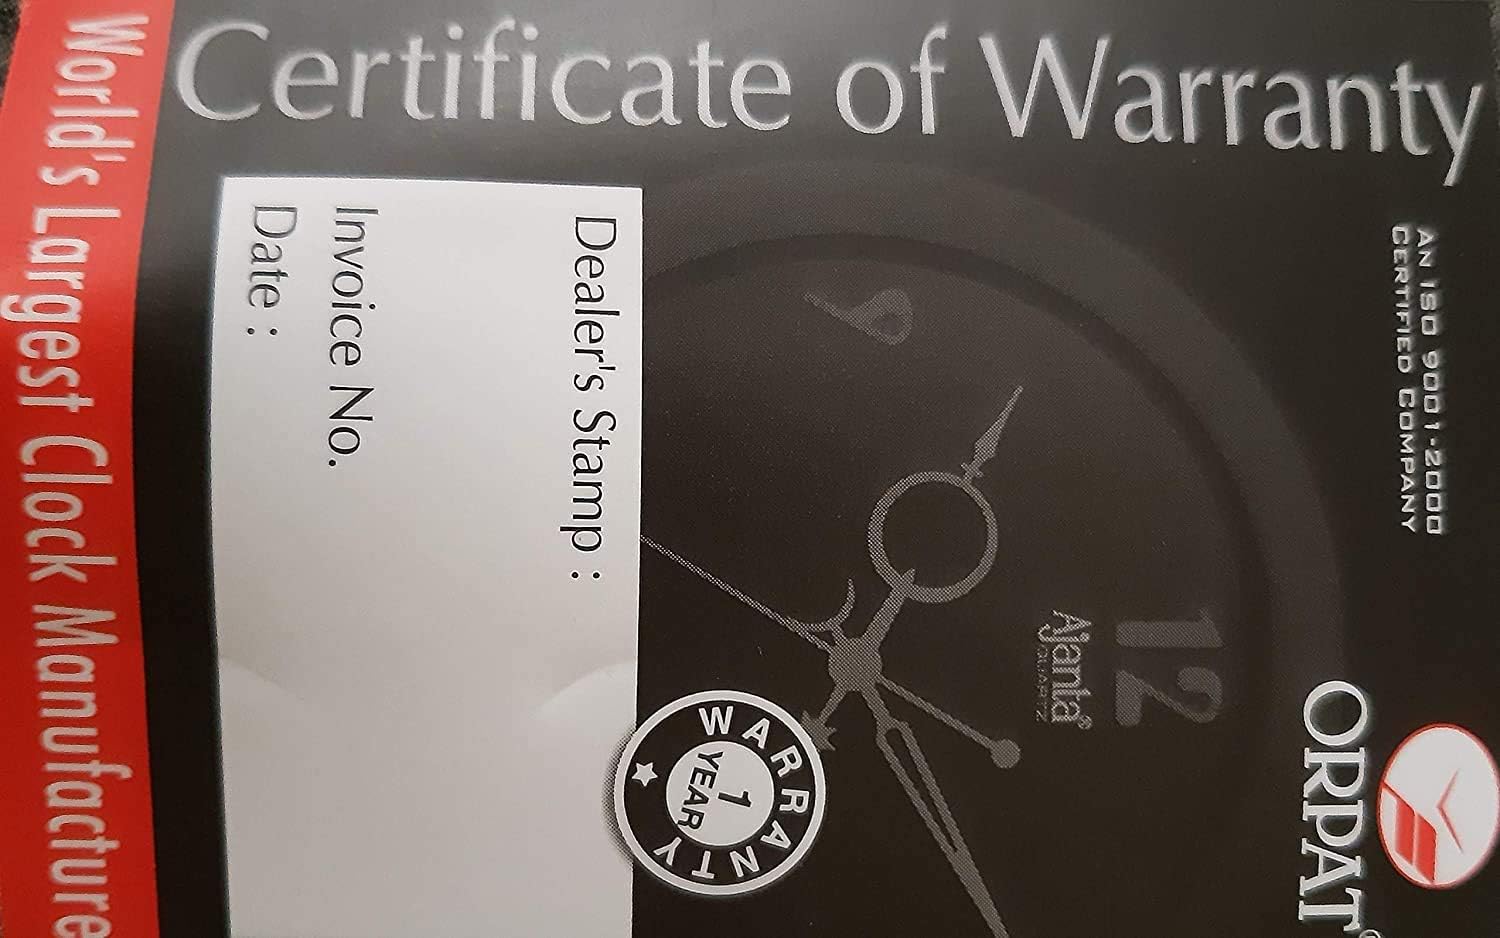 Certificate of Warranty
AN ISO 9001-2000
CERTIFIED COMPANY
ORPAT
12
Ajanta®
QUARTZ
9
Dealer's Stamp :
Invoice No.
Date :
WARRANTY
1
YEAR
World's Largest Clock Manufacture